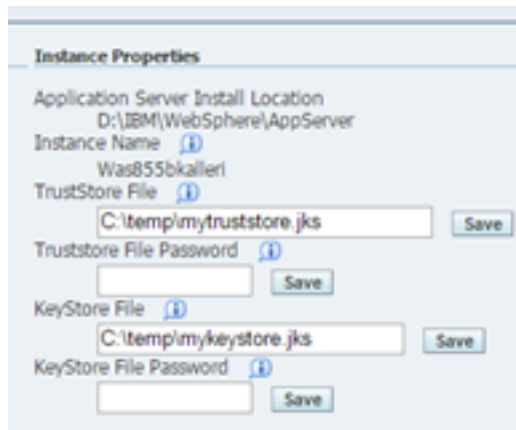 Instance Properties
Application Server Install Location
D:\IBM\WebSphere\AppServer
Instance Name
Was855bkalleri
TrustStore File
C:\temp\mytruststore.jks Save
Truststore File Password
Save
KeyStore File
C:\temp\mykeystore.jks Save
KeyStore File Password
Save